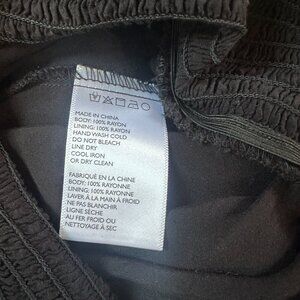 MADE IN CHINA
BODY: 100% RAYON
LINING: 100% RAYON
HAND WASH COLD
DO NOT BLEACH
LINE DRY
COOL IRON
OR DRY CLEAN
FABRIQUÉ EN LA CHINE
BODY: 100% RAYONNE
LINING: 100% RAYONNE
LAVER À LA MAIN À FROID
NE PAS BLANCHIR
LIGNE SÈCHE
AU FER FROID OU
NETTOYAGE À SEC